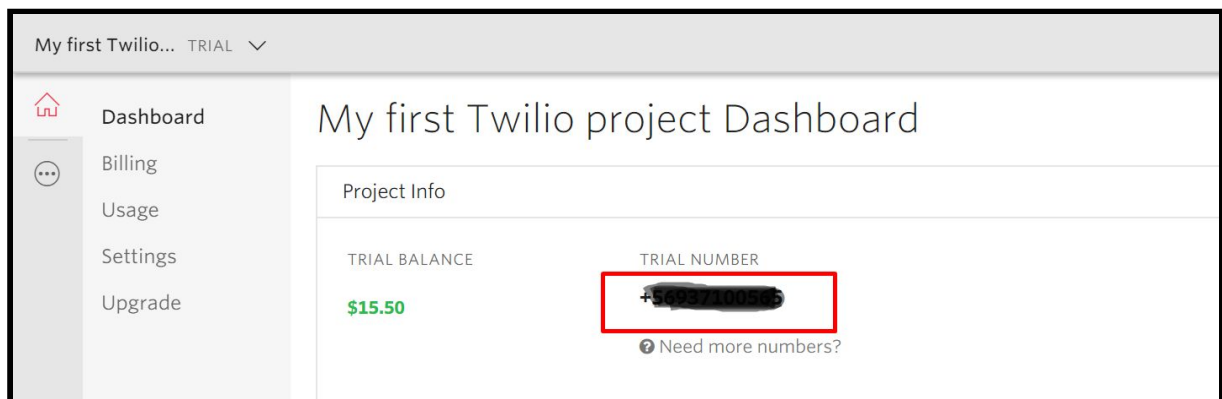 My first Twilio... TRIAL
Dashboard
Billing
Usage
Settings
Upgrade
My first Twilio project Dashboard
Project Info
TRIAL BALANCE
$15.50
TRIAL NUMBER
Need more numbers?